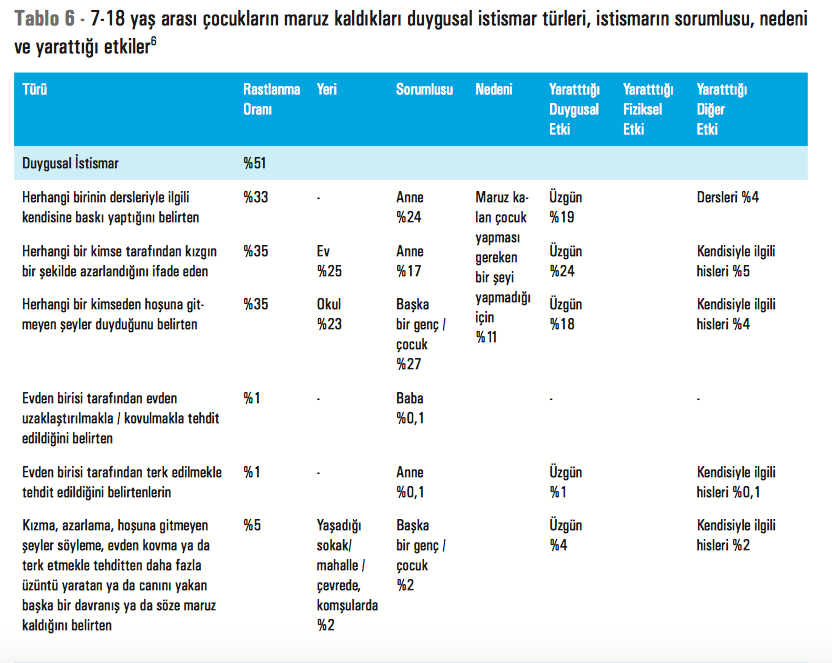 Tablo 6 - 7-18 yaş arası çocukların maruz kaldıkları duygusal istismar türleri, istismarın sorumlusu, nedeni
ve yarattığı etkiler6
Türü Rastlanma Oranı Yeri Sorumlusu Nedeni Yaratttığı Duygusal Etki Yaratttığı Fiziksel Etki Yaratttığı Diğer Etki
Duygusal İstismar %51
Herhangi birinin dersleriyle ilgili
kendisine baskı yaptığını belirten
%33
-
Anne
%24
Maruz ka-
lan çocuk
yapması
gereken
bir şeyi
yapmadığı
için
%11
Üzgün
%19
Dersleri %4
Herhangi bir kimse tarafından kızgın
bir şekilde azarlandığını ifade eden
%35
Ev
%25
Anne
%17
Üzgün
%24
Kendisiyle ilgili
hisleri %5
Herhangi bir kimseden hoşuna git-
meyen şeyler duyduğunu belirten
%35
Okul
%23
Başka
bir genç /
çocuk
%27
Üzgün
%18
Kendisiyle ilgili
hisleri %4
Evden birisi tarafından evden
uzaklaştırılmakla / kovulmakla tehdit
edildiğini belirten
%1
-
Baba
%0,1
-
-
Evden birisi tarafından terk edilmekle
tehdit edildiğini belirtenlerin
%1
-
Anne
%0,1
Üzgün
%1
Kendisiyle ilgili
hisleri %0,1
Kızma, azarlama, hoşuna gitmeyen
şeyler söyleme, evden kovma ya da
terk etmekle tehditten daha fazla
üzüntü yaratan ya da canını yakan
başka bir davranış ya da söze maruz
kaldığını belirten
%5
Yaşadığı
sokak/
mahalle /
çevrede,
komşularda
%2
Başka
bir genç /
çocuk
%2
Üzgün
%4
Kendisiyle ilgili
hisleri %2